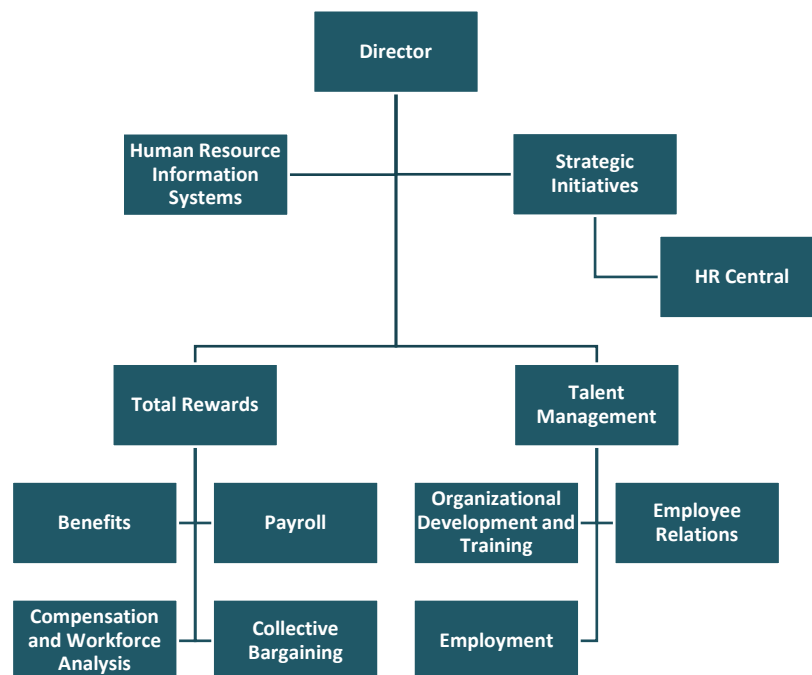 Director
Human Resource
Information
Systems
Strategic
Initiatives
HR Central
Total Rewards
Talent
Management
Benefits
Payroll
Organizational
Development and
Training
Employee
Relations
Compensation
and Workforce
Analysis
Collective
Bargaining
Employment